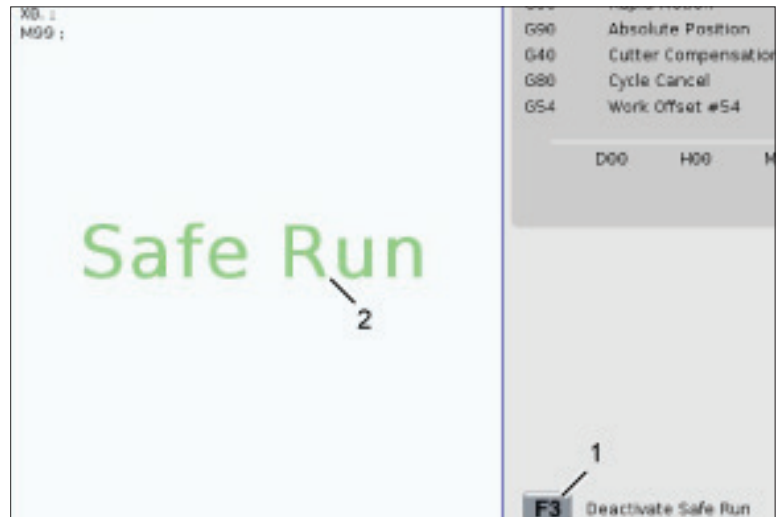 X0. ;
M99 ;
Safe Run
2
G90 Absolute Position
G40 Cutter Compensation
G80 Cycle Cancel
G54 Work Offset #54
D00 H00 M
1
F3 Deactivate Safe Run